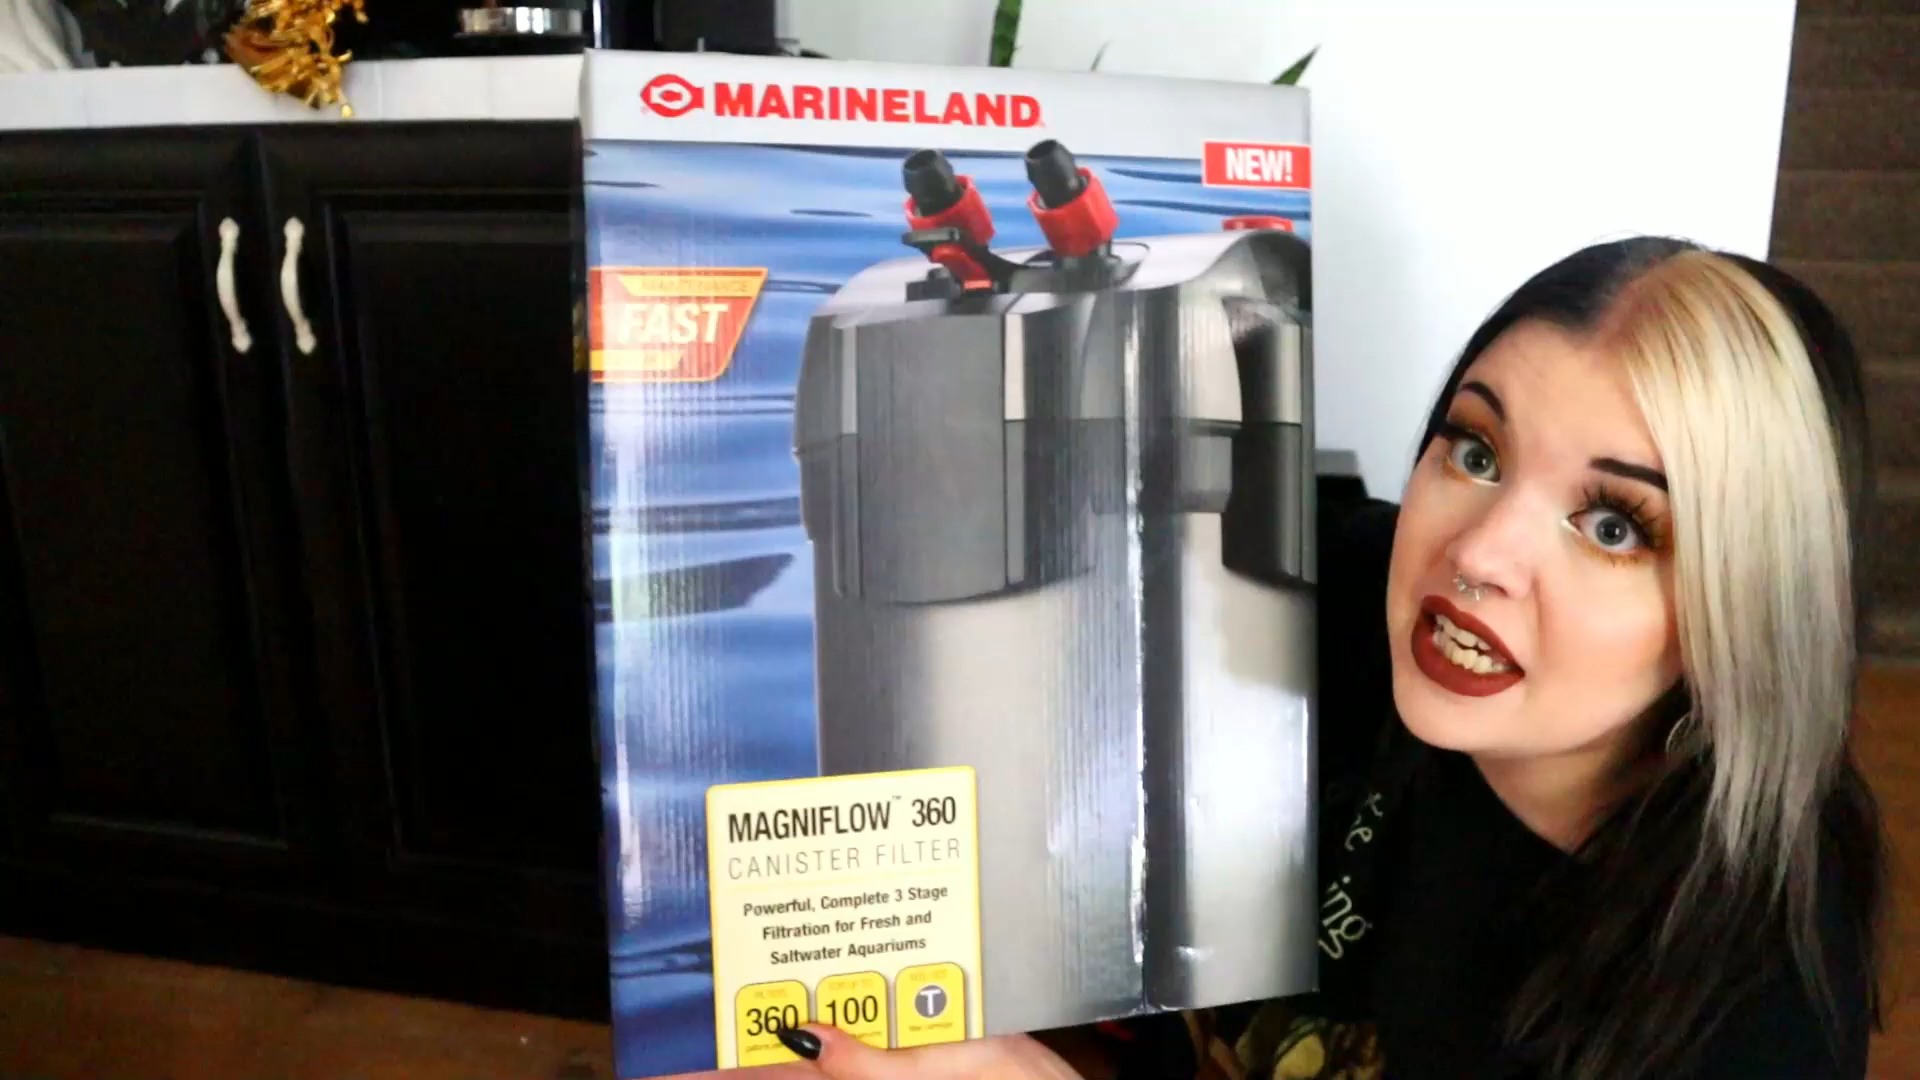 MARINELAND
NEW!
MAINTENANCE
FAST
MAGNIFLOW™ 360
CANISTER FILTER
Powerful, Complete 3 Stage
Filtration for Fresh and
Saltwater Aquariums
360
100
T